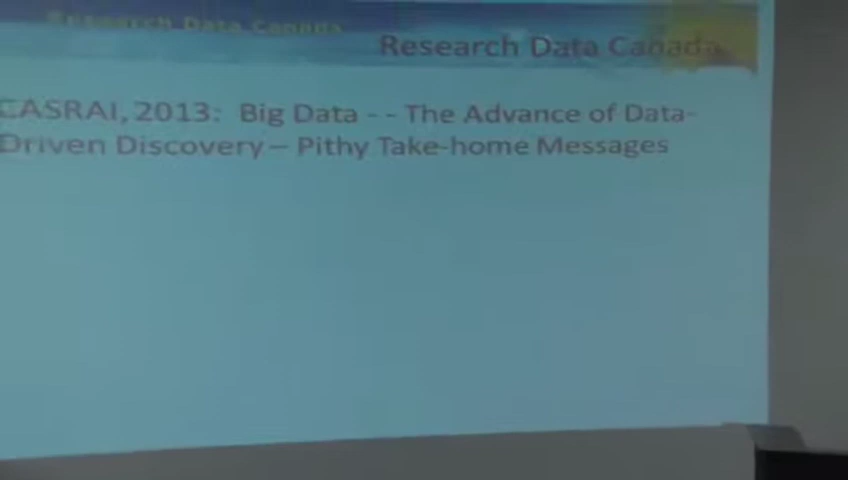 Research Data Canada
Research Data Canada
CASRAI, 2013: Big Data - - The Advance of Data-
Driven Discovery – Pithy Take-home Messages